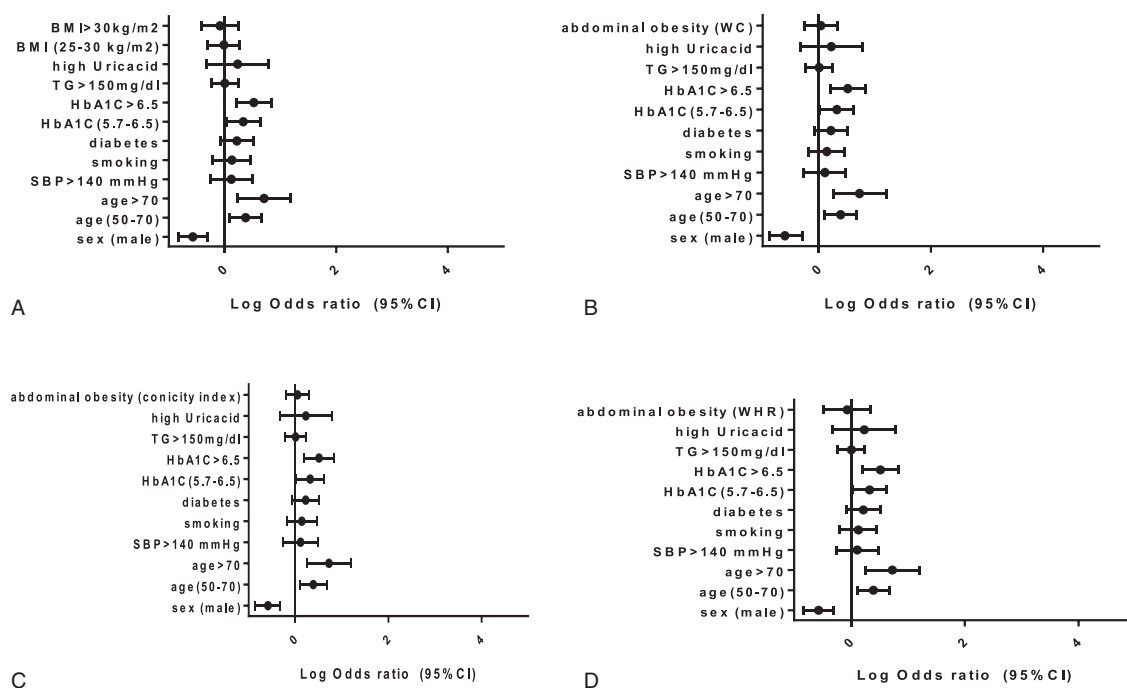 BMI>30kg/m2
BMI (25-30 kg/m2)
high Uricacid
TG>150mg/dl
HbA1C>6.5
HbA1C(5.7-6.5)
diabetes
smoking
SBP>140 mmHg
age>70
age(50-70)
sex (male)
0
2
4
Log Odds ratio (95%CI)
A
abdominal obesity (WC)
high Uricacid
TG>150mg/dl
HbA1C>6.5
HbA1C(5.7-6.5)
diabetes
smoking
SBP>140 mmHg
age>70
age(50-70)
sex (male)
0
2
4
Log Odds ratio (95%CI)
B
abdominal obesity (conicity index)
high Uricacid
TG>150mg/dl
HbA1C>6.5
HbA1C(5.7-6.5)
diabetes
smoking
SBP>140 mmHg
age>70
age(50-70)
sex (male)
0
2
4
Log Odds ratio (95%CI)
C
abdominal obesity (WHR)
high Uricacid
TG>150mg/dl
HbA1C>6.5
HbA1C(5.7-6.5)
diabetes
smoking
SBP>140 mmHg
age>70
age(50-70)
sex (male)
0
2
4
Log Odds ratio (95%CI)
D